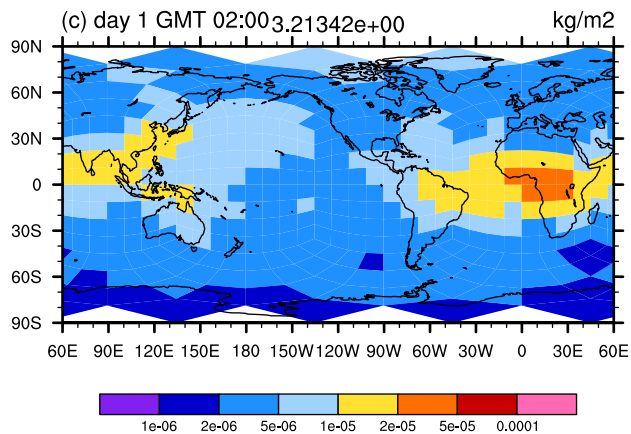 (c) day 1 GMT 02:00 3.21342e+00 kg/m2
90N
60N
30N
0
30S
60S
90S
60E 90E 120E 150E 180 150W 120W 90W 60W 30W 0 30E 60E
1e-06 2e-06 5e-06 1e-05 2e-05 5e-05 0.0001